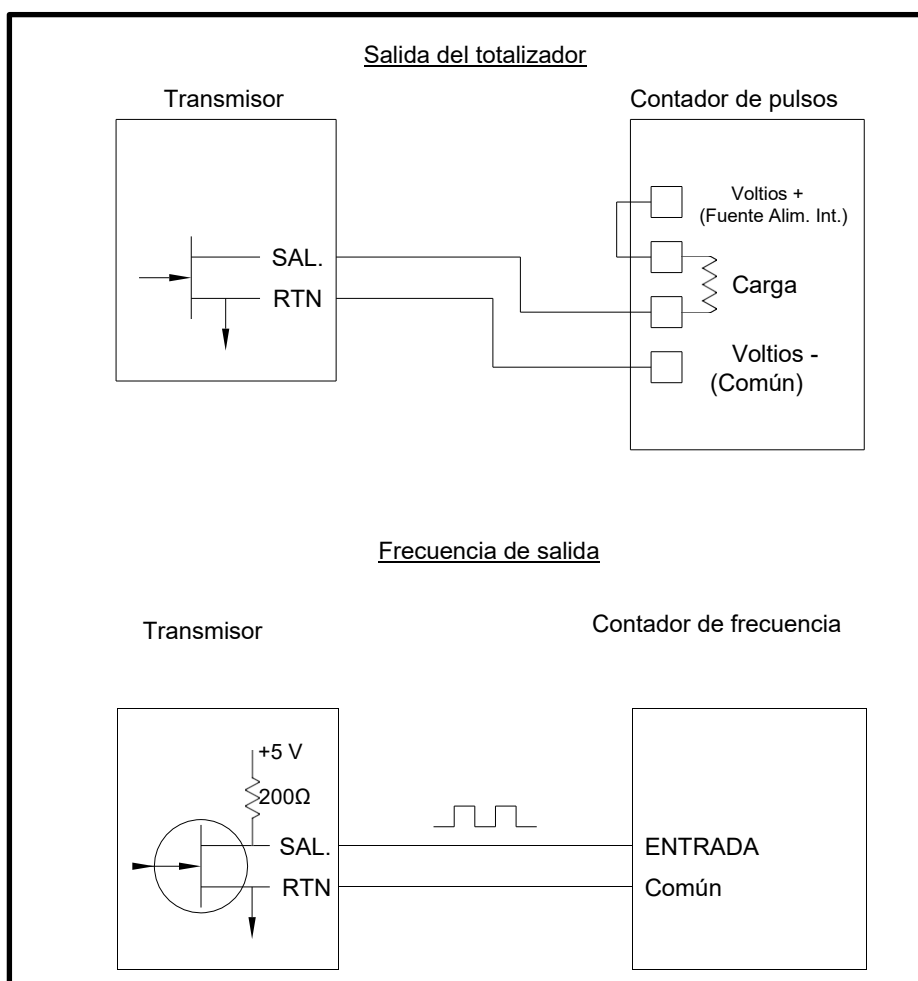 Salida del totalizador
Transmisor
Contador de pulsos
Voltios +
(Fuente Alim. Int.)
SAL.
Carga
RTN
Voltios -
(Común)
Frecuencia de salida
Transmisor
Contador de frecuencia
+5 V
200Ω
SAL.
ENTRADA
RTN
Común